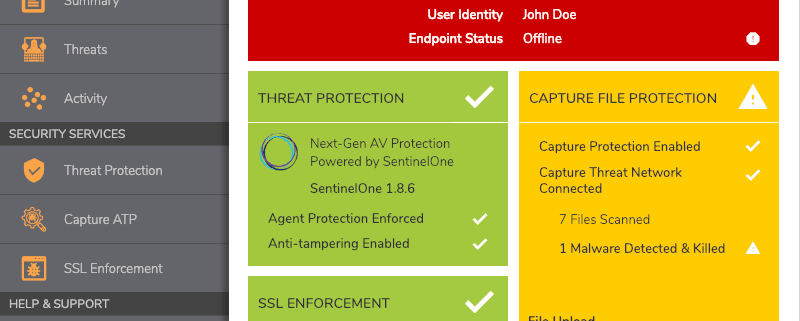 Summary
Threats
Activity
SECURITY SERVICES
Threat Protection
Capture ATP
SSL Enforcement
HELP & SUPPORT
User Identity John Doe
Endpoint Status Offline
THREAT PROTECTION
Next-Gen AV Protection
Powered by SentinelOne
SentinelOne 1.8.6
Agent Protection Enforced
Anti-tampering Enabled
SSL ENFORCEMENT
CAPTURE FILE PROTECTION
Capture Protection Enabled
Capture Threat Network
Connected
7 Files Scanned
1 Malware Detected & Killed
File Upload